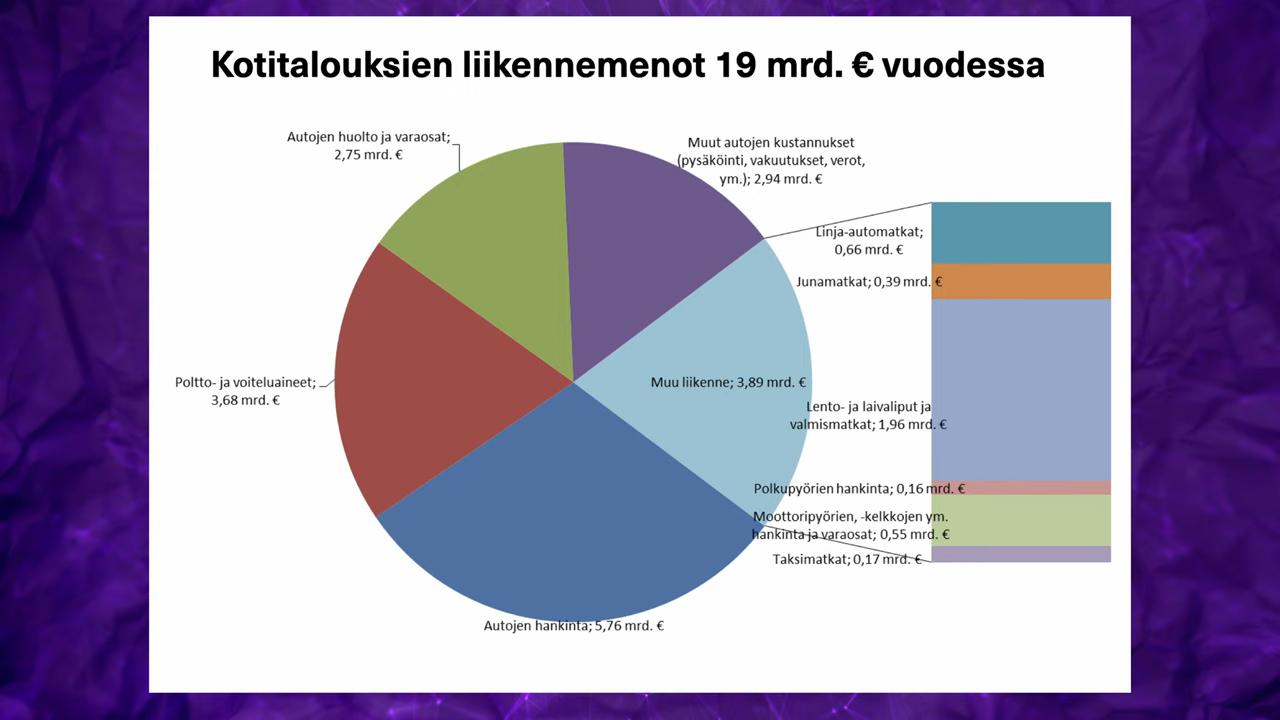 Kotitalouksien liikennemenot 19 mrd. € vuodessa
Autojen huolto ja varaosat;
2,75 mrd. €
Muut autojen kustannukset
(pysäköinti, vakuutukset, verot,
ym.); 2,94 mrd. €
Linja-automatkat;
0,66 mrd. €
Junamatkat; 0,39 mrd. €
Poltto- ja voiteluaineet;
3,68 mrd. €
Muu liikenne; 3,89 mrd. €
Lento- ja laivaliput ja
valmismatkat; 1,96 mrd. €
Polkupyörien hankinta; 0,16 mrd. €
Moottoripyörien, -kelkkojen ym.
hankinta ja varaosat; 0,55 mrd. €
Taksimatkat; 0,17 mrd. €
Autojen hankinta; 5,76 mrd. €